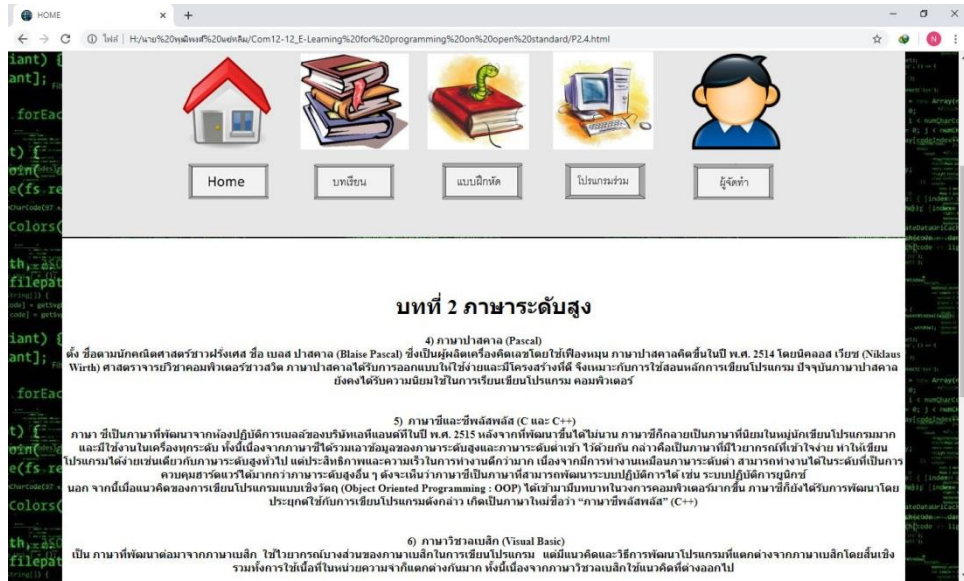 HOME
ไฟล์ | H:/นาย%20พุฒิพงศ์%20แซ่หลิม/Com12-12_E-Learning%20for%20programming%20on%20open%20standard/P2.4.html
N
Home
บทเรียน
แบบฝึกหัด
โปรแกรมร่วม
ผู้จัดทำ
บทที่ 2 ภาษาระดับสูง
4) ภาษาปาสคาล (Pascal)
ตั้ง ชื่อตามนักคณิตศาสตร์ชาวฝรั่งเศส ชื่อ เบลส ปาสคาล (Blaise Pascal) ซึ่งเป็นผู้ผลิตเครื่องคิดเลขโดยใช้เฟืองหมุน ภาษาปาสคาลคิดขึ้นในปี พ.ศ. 2514 โดยนิคลอส เวียช (Niklaus
Wirth) ศาสตราจารย์วิชาคอมพิวเตอร์ชาวสวิต ภาษาปาสคาลได้รับการออกแบบให้ใช้ง่ายและมีโครงสร้างที่ดี จึงเหมาะกับการใช้สอนหลักการเขียนโปรแกรม ปัจจุบันภาษาปาสคาล
ยังคงได้รับความนิยมใช้ในการเรียนเขียนโปรแกรม คอมพิวเตอร์
5) ภาษาซีและซีพลัสพลัส (C และ C++)
ภาษา ซีเป็นภาษาที่พัฒนาจากห้องปฏิบัติการเบลล์ของบริษัทเอทีแอนด์ทีในปี พ.ศ. 2515 หลังจากที่พัฒนาขึ้นได้ไม่นาน ภาษาซีก็กลายเป็นภาษาที่นิยมในหมู่นักเขียนโปรแกรมมาก
และมีใช้งานในเครื่องทุกระดับ ทั้งนี้เนื่องจากภาษาซีได้รวมเอาข้อมูลของภาษาระดับสูงและภาษาระดับต่ำเข้า ไว้ด้วยกัน กล่าวคือเป็นภาษาที่มีไวยากรณ์ที่เข้าใจง่าย ทำให้เขียน
โปรแกรมได้ง่ายเช่นเดียวกับภาษาระดับสูงทั่วไป แต่ประสิทธิภาพและความเร็วในการทำงานดีกว่ามาก เนื่องจากมีการทำงานเหมือนภาษาระดับต่ำ สามารถทำงานได้ในระดับที่เป็นการ
ควบคุมฮาร์ดแวร์ได้มากกว่าภาษาระดับสูงอื่น ๆ ดังจะเห็นว่าภาษาซีเป็นภาษาที่สามารถพัฒนาระบบปฏิบัติการได้ เช่น ระบบปฏิบัติการยูนิกซ์
นอก จากนี้เมื่อแนวคิดของการเขียนโปรแกรมแบบเชิงวัตถุ (Object Oriented Programming : OOP) ได้เข้ามามีบทบาทในวงการคอมพิวเตอร์มากขึ้น ภาษาซีก็ยังได้รับการพัฒนาโดย
ประยุกต์ใช้กับการเขียนโปรแกรมดังกล่าว เกิดเป็นภาษาใหม่ชื่อว่า “ภาษาซีพลัสพลัส” (C++)
6) ภาษาวิชวลเบสิก (Visual Basic)
เป็น ภาษาที่พัฒนาต่อมาจากภาษาเบสิก ใช้ไวยากรณ์บางส่วนของภาษาเบสิกในการเขียนโปรแกรม แต่มีแนวคิดและวิธีการพัฒนาโปรแกรมที่แตกต่างจากภาษาเบสิกโดยสิ้นเชิง
รวมทั้งการใช้เนื้อที่ในหน่วยความจำก็แตกต่างกันมาก ทั้งนี้เนื่องจากภาษาวิชวลเบสิกใช้แนวคิดที่ต่างออกไป